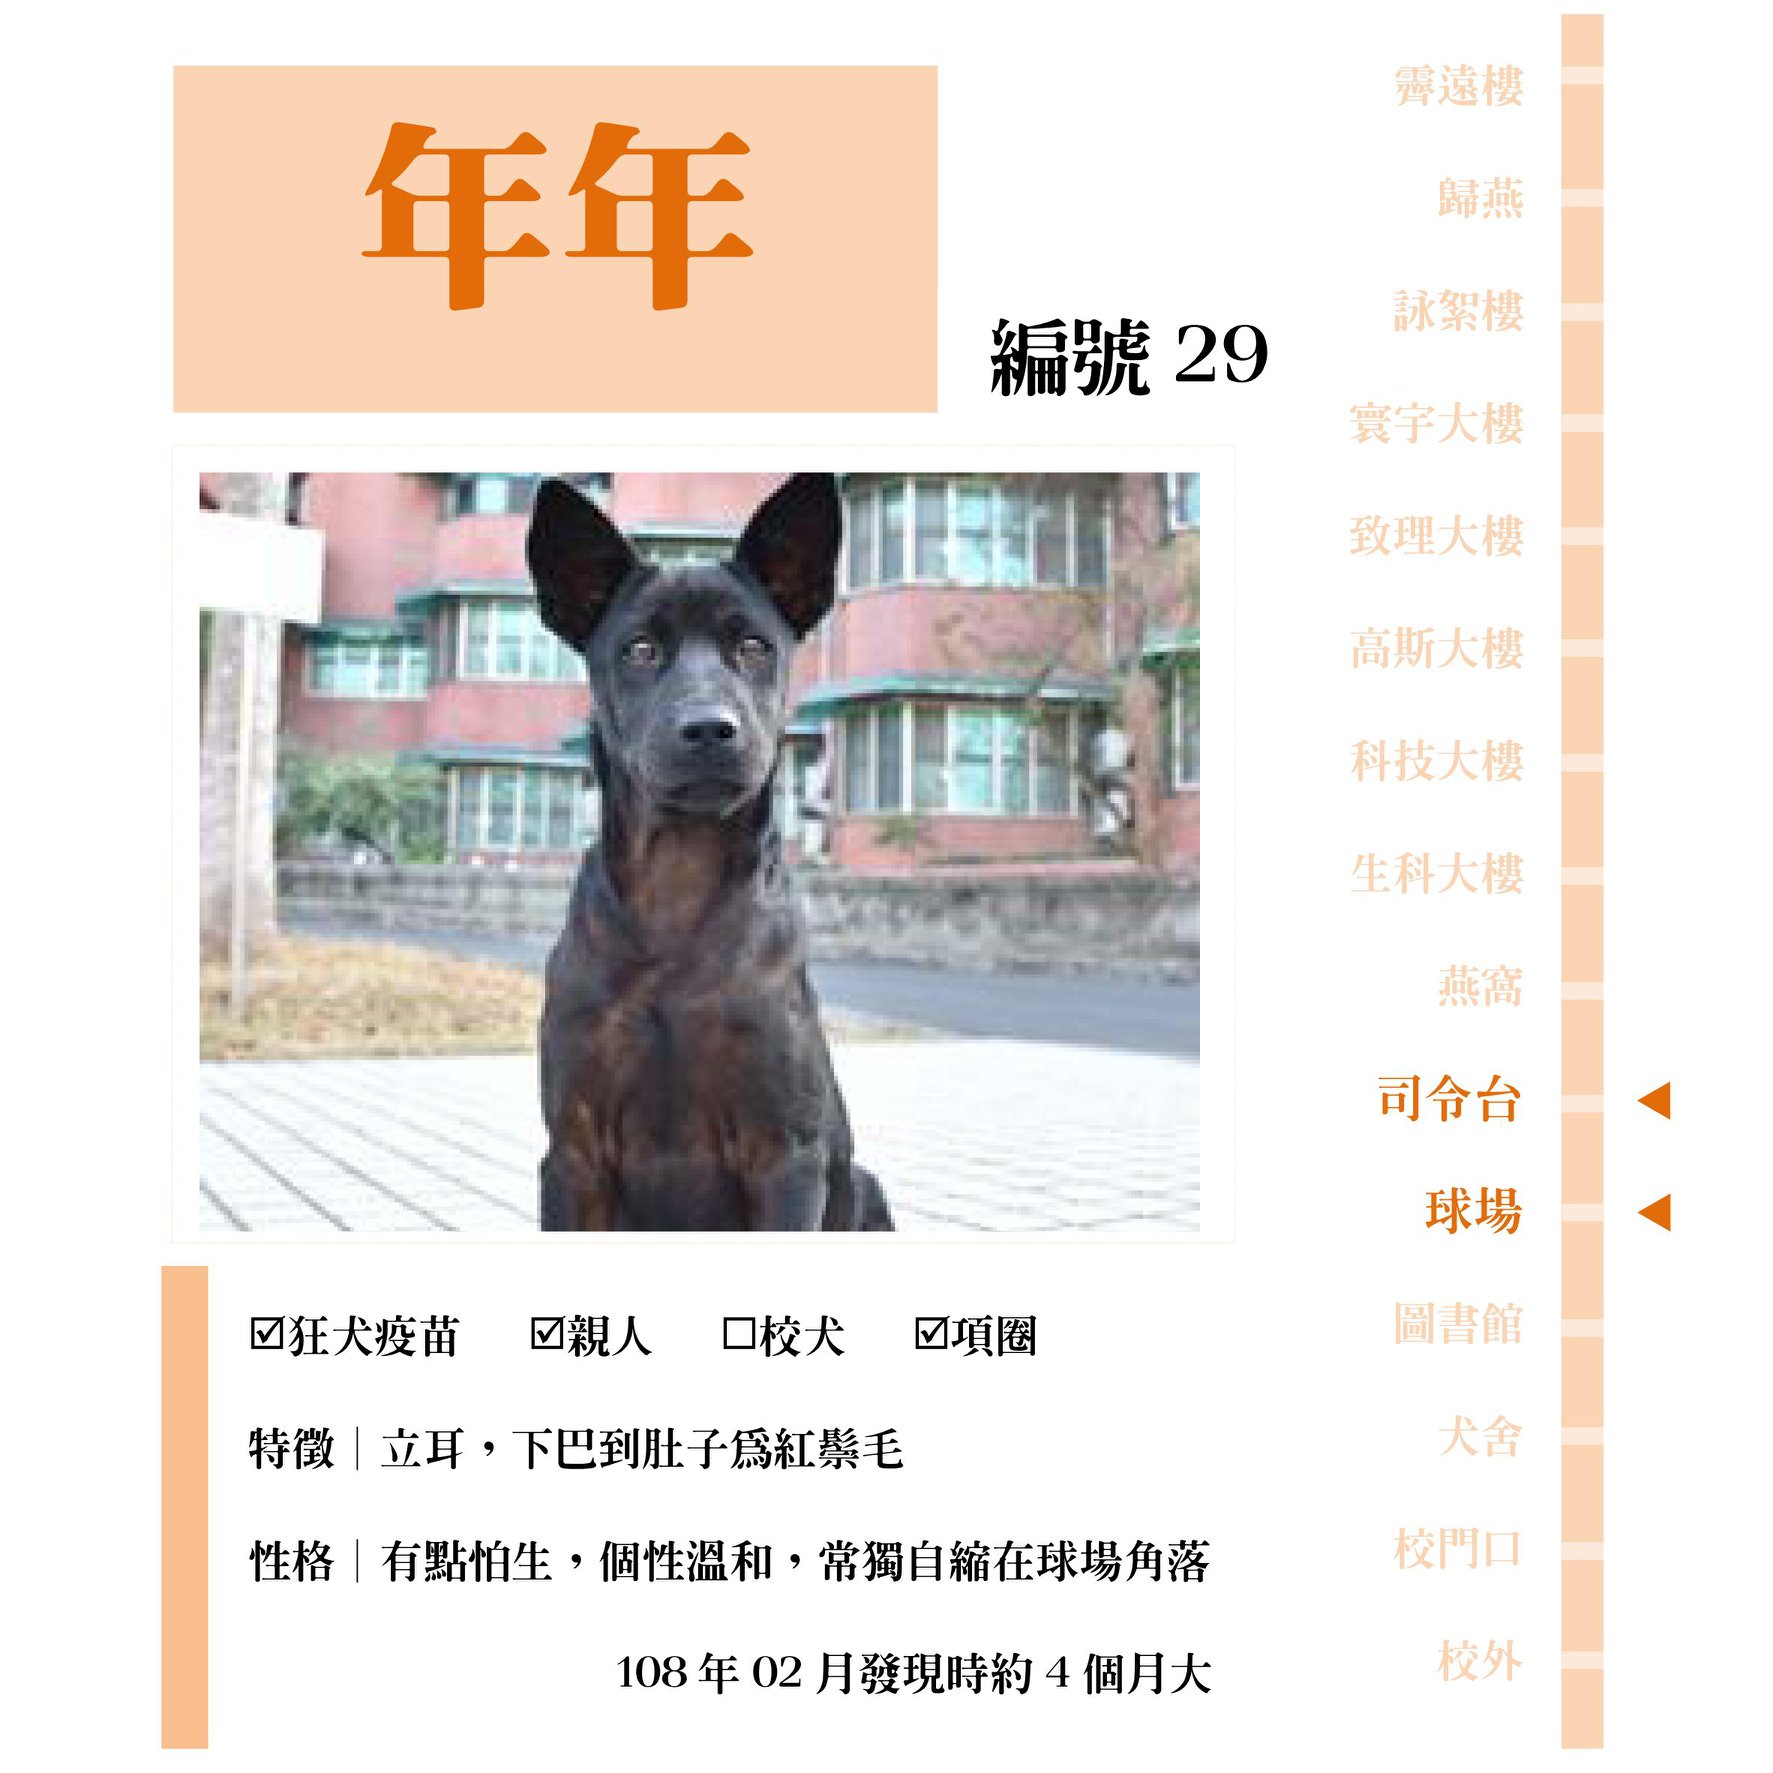 年年
編號 29
霽遠樓
歸燕
詠絮樓
寰宇大樓
致理大樓
高斯大樓
科技大樓
生科大樓
燕窩
司令台
球場
圖書館
犬舍
校門口
校外
☑狂犬疫苗 ☑親人 ☐校犬 ☑項圈
特徵｜立耳，下巴到肚子為紅鬃毛
性格｜有點怕生，個性溫和，常獨自縮在球場角落
108 年 02 月發現時約 4 個月大